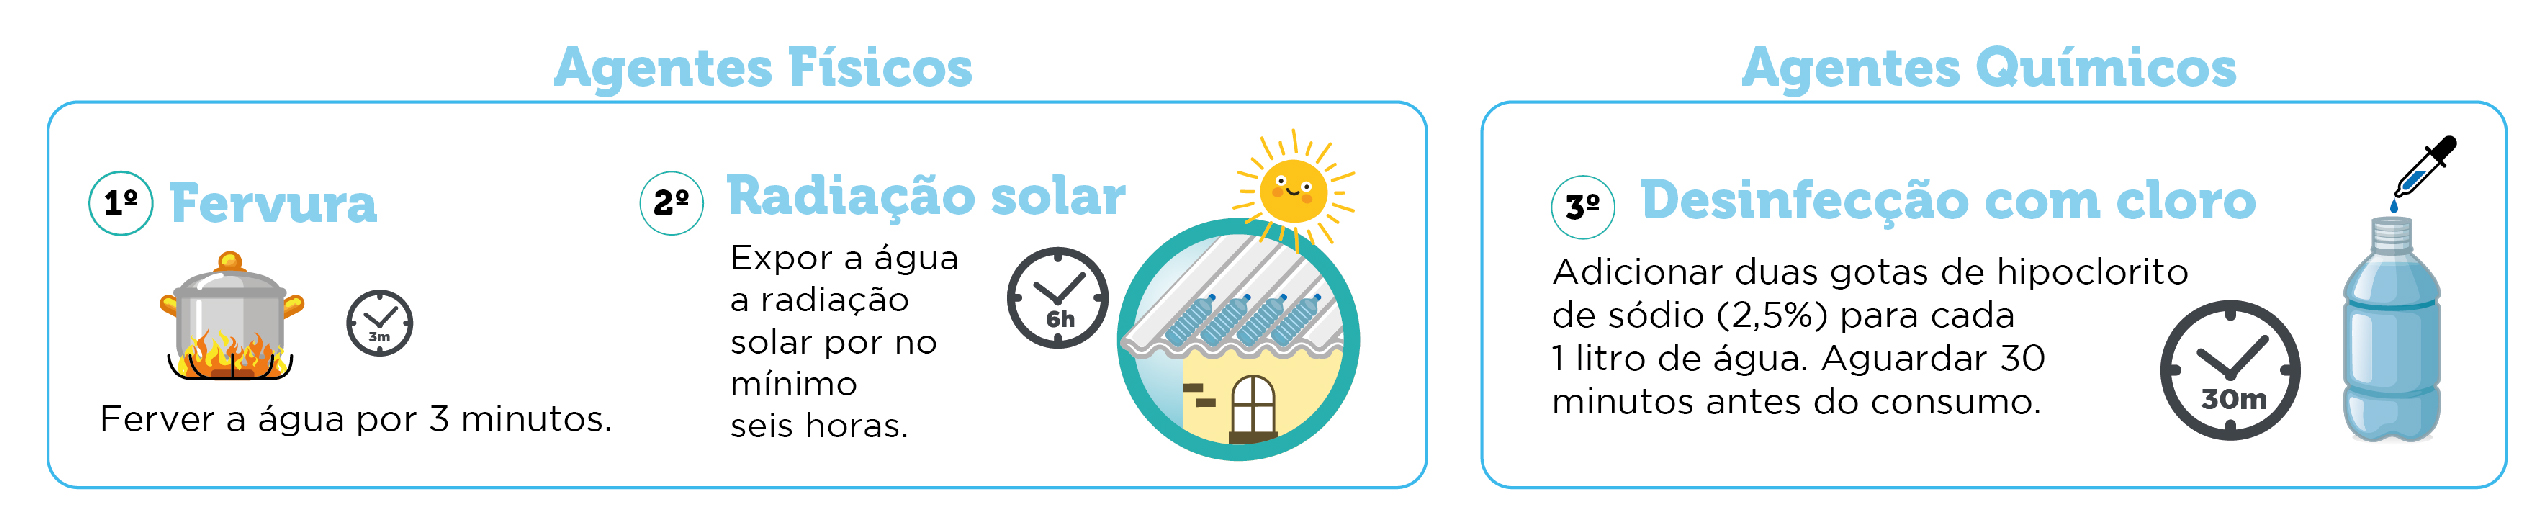 Agentes Físicos
1º Fervura
3m
Ferver a água por 3 minutos.
2º Radiação solar
Expor a água
a radiação
solar por no
mínimo
seis horas.
6h
Agentes Químicos
3º Desinfecção com cloro
Adicionar duas gotas de hipoclorito
de sódio (2,5%) para cada
1 litro de água. Aguardar 30
minutos antes do consumo.
30m